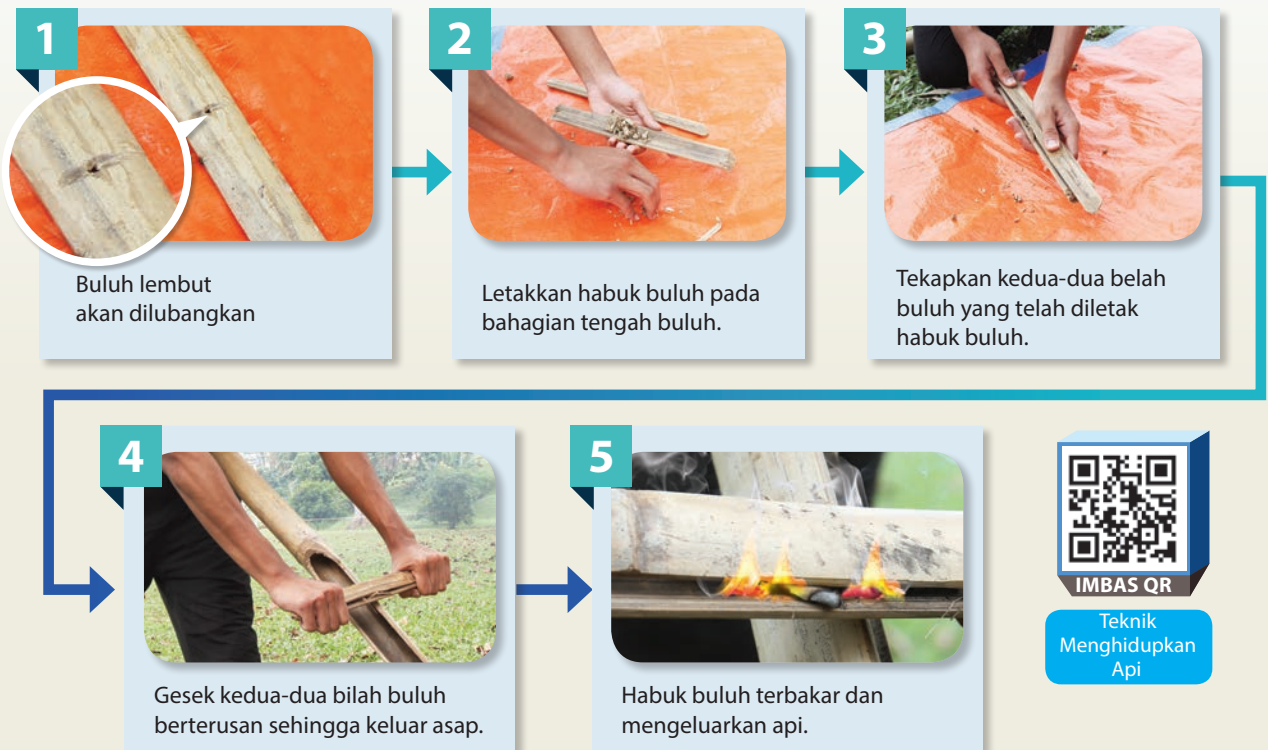 1
Buluh lembut
akan dilubangkan
2
Letakkan habuk buluh pada
bahagian tengah buluh.
3
Tekapkan kedua-dua belah
buluh yang telah diletak
habuk buluh.
4
Gesek kedua-dua bilah buluh
berterusan sehingga keluar asap.
5
Habuk buluh terbakar dan
mengeluarkan api.
IMBAS QR
Teknik
Menghidupkan
Api